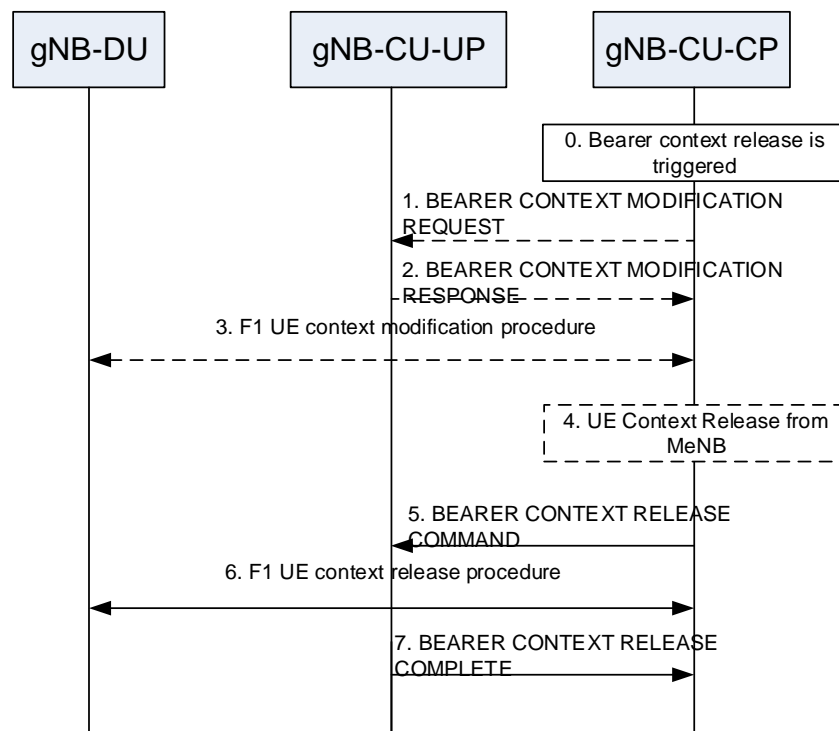 gNB-DU
gNB-CU-UP
gNB-CU-CP
0. Bearer context release is
triggered
1. BEARER CONTEXT MODIFICATION
REQUEST
2. BEARER CONTEXT MODIFICATION
RESPONSE
3. F1 UE context modification procedure
4. UE Context Release from
MeNB
5. BEARER CONTEXT RELEASE
COMMAND
6. F1 UE context release procedure
7. BEARER CONTEXT RELEASE
COMPLETE